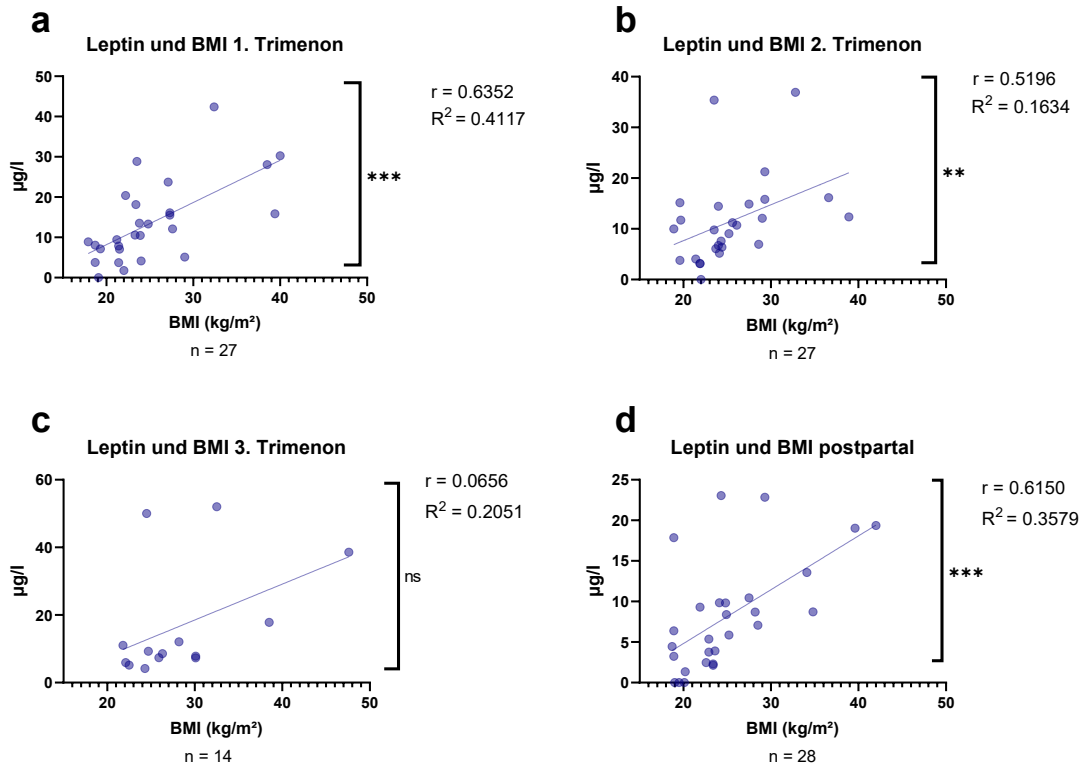 a
Leptin und BMI 1. Trimenon
50
40
30
20
10
0
µg/l
20 30 40 50
BMI (kg/m²)
n = 27
r = 0.6352
R² = 0.4117
***
b
Leptin und BMI 2. Trimenon
40
30
20
10
0
µg/l
20 30 40 50
BMI (kg/m²)
n = 27
r = 0.5196
R² = 0.1634
**
c
Leptin und BMI 3. Trimenon
60
40
20
0
µg/l
20 30 40 50
BMI (kg/m²)
n = 14
r = 0.0656
R² = 0.2051
ns
d
Leptin und BMI postpartal
25
20
15
10
5
0
µg/l
20 30 40 50
BMI (kg/m²)
n = 28
r = 0.6150
R² = 0.3579
***